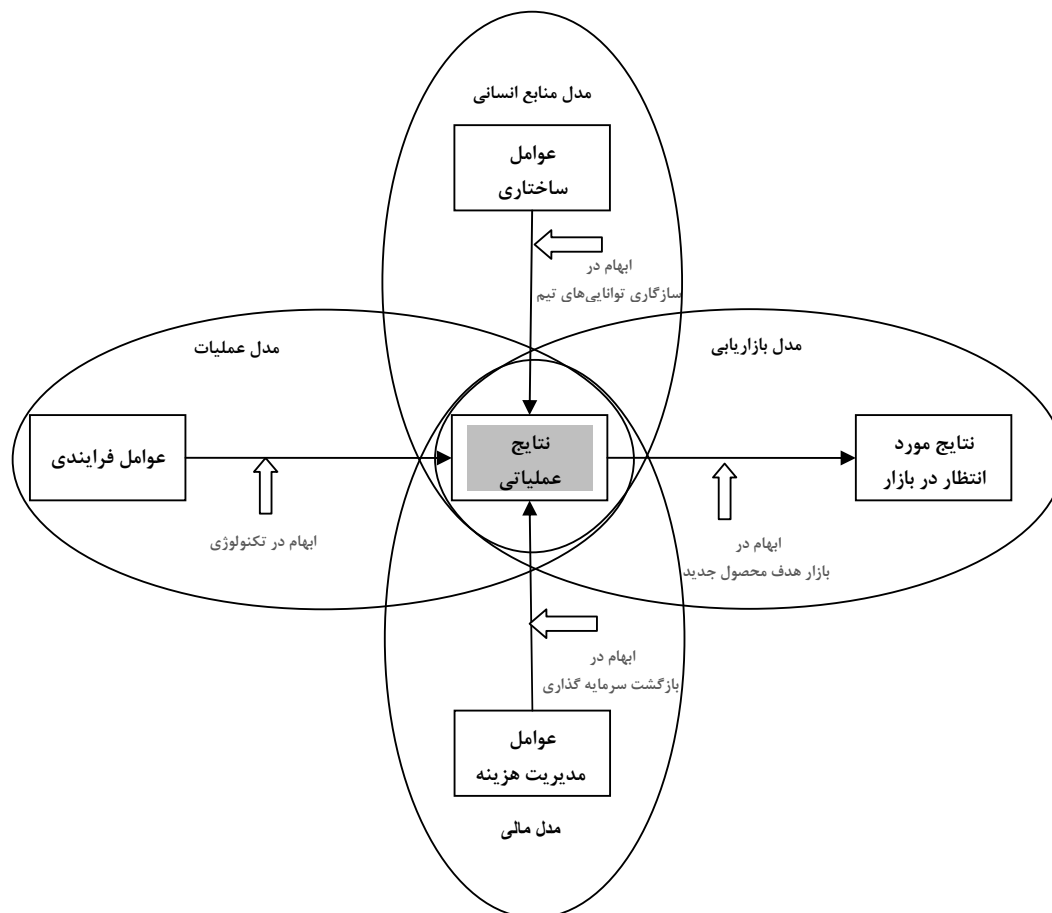 مدل منابع انسانی
عوامل
ساختاری
ابهام در
سازگاری توانایی‌های تیم
مدل بازاریابی
مدل عملیات
نتایج مورد
انتظار در بازار
نتایج
عملیاتی
عوامل فرایندی
ابهام در
بازار هدف محصول جدید
ابهام در تکنولوژی
ابهام در
بازگشت سرمایه گذاری
عوامل
مدیریت هزینه
مدل مالی